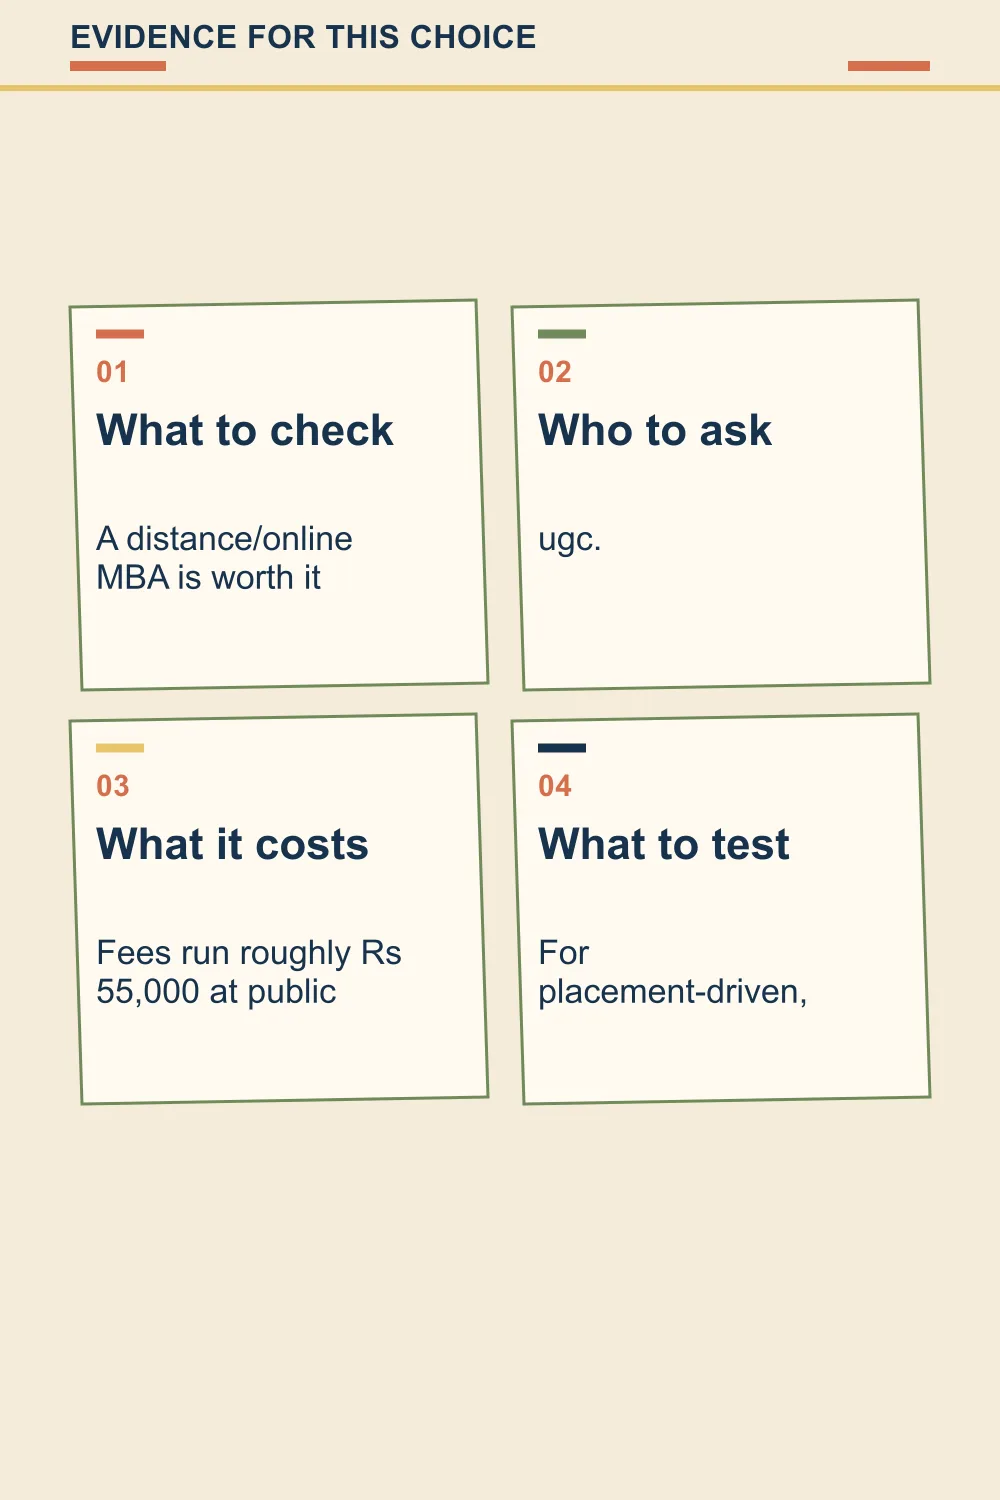 EVIDENCE FOR THIS CHOICE
01
What to check
A distance/online
MBA is worth it
02
Who to ask
ugc.
03
What it costs
Fees run roughly Rs
55,000 at public
04
What to test
For
placement-driven,